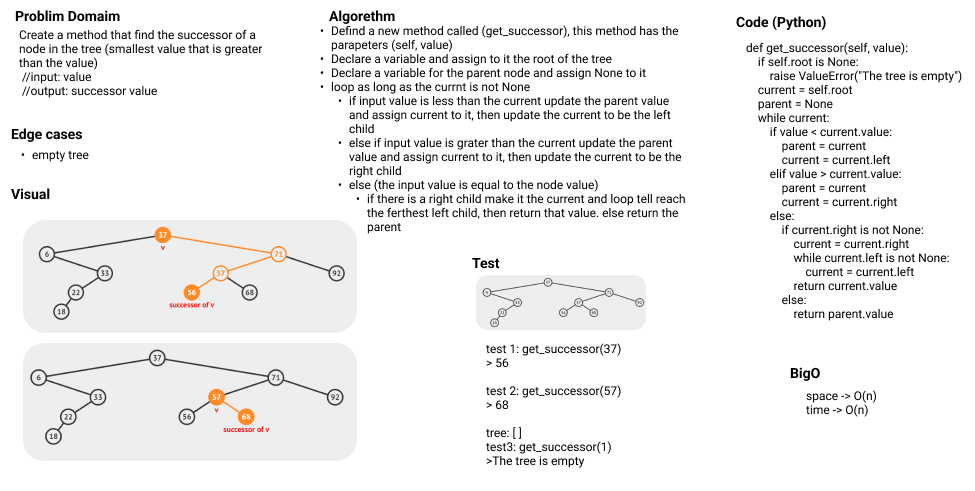 Problim Domaim
Create a method that find the successor of a
node in the tree (smallest value that is greater
than the value)
//input: value
//output: successor value
Edge cases
• empty tree
Visual
37
v
6
71
33
57
92
22
56
68
successor of v
18
37
6
71
33
57
92
v
22
56
68
successor of v
18
Algorethm
• Defind a new method called (get_successor), this method has the
parapeters (self, value)
• Declare a variable and assign to it the root of the tree
• Declare a variable for the parent node and assign None to it
• loop as long as the currnt is not None
• if input value is less than the current update the parent value
and assign current to it, then update the current to be the left
child
• else if input value is grater than the current update the parent
value and assign current to it, then update the current to be the
right child
• else (the input value is equal to the node value)
• if there is a right child make it the current and loop tell reach
the ferthest left child, then return that value. else return the
parent
Test
37
6
71
33
57
92
22
56
68
18
test 1: get_successor(37)
> 56
test 2: get_successor(57)
> 68
tree: [ ]
test3: get_successor(1)
>The tree is empty
Code (Python)
def get_successor(self, value):
if self.root is None:
raise ValueError("The tree is empty")
current = self.root
parent = None
while current:
if value < current.value:
parent = current
current = current.left
elif value > current.value:
parent = current
current = current.right
else:
if current.right is not None:
current = current.right
while current.left is not None:
current = current.left
return current.value
else:
return parent.value
BigO
space -> O(n)
time -> O(n)